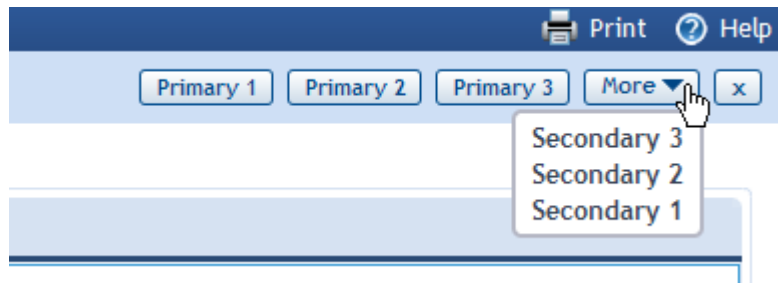 Print Help
Primary 1 Primary 2 Primary 3 More x
Secondary 3
Secondary 2
Secondary 1